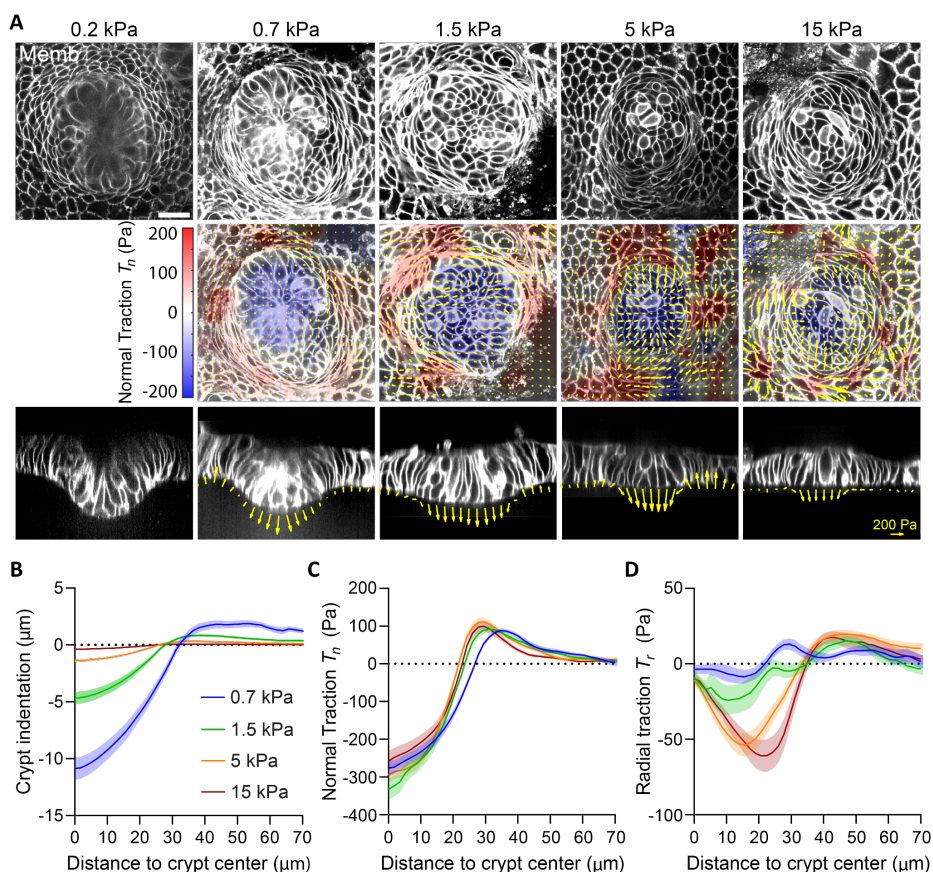 A
0.2 kPa 0.7 kPa 1.5 kPa 5 kPa 15 kPa
Memb
Normal Traction Tn (Pa)
200
100
0
-100
-200
200 Pa
B
Crypt indentation (μm)
5
0
-5
-10
-15
0.7 kPa
1.5 kPa
5 kPa
15 kPa
0 10 20 30 40 50 60 70
Distance to crypt center (μm)
C
Normal Traction Tn (Pa)
200
100
0
-100
-200
-300
-400
0 10 20 30 40 50 60 70
Distance to crypt center (μm)
D
Radial traction Tr (Pa)
50
0
-50
-100
0 10 20 30 40 50 60 70
Distance to crypt center (μm)